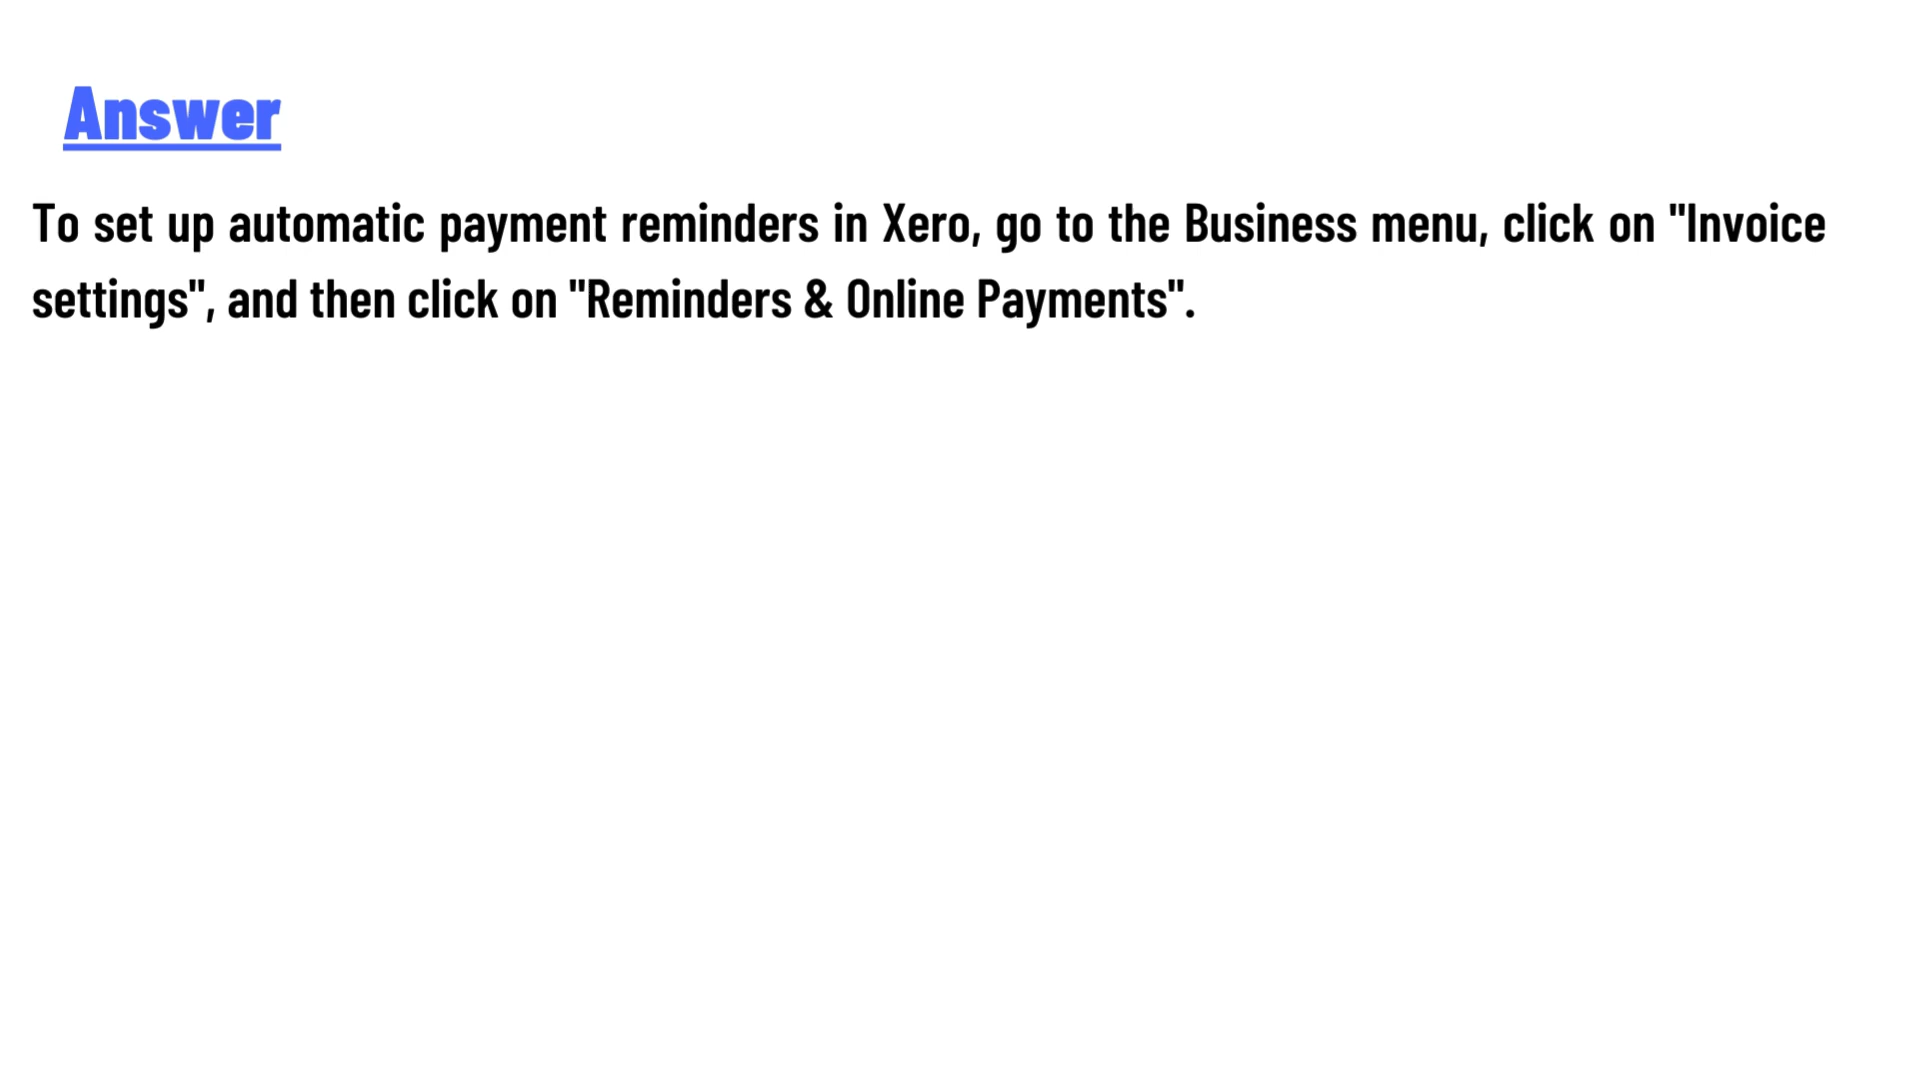 Answer
To set up automatic payment reminders in Xero, go to the Business menu, click on "Invoice
settings", and then click on "Reminders & Online Payments".